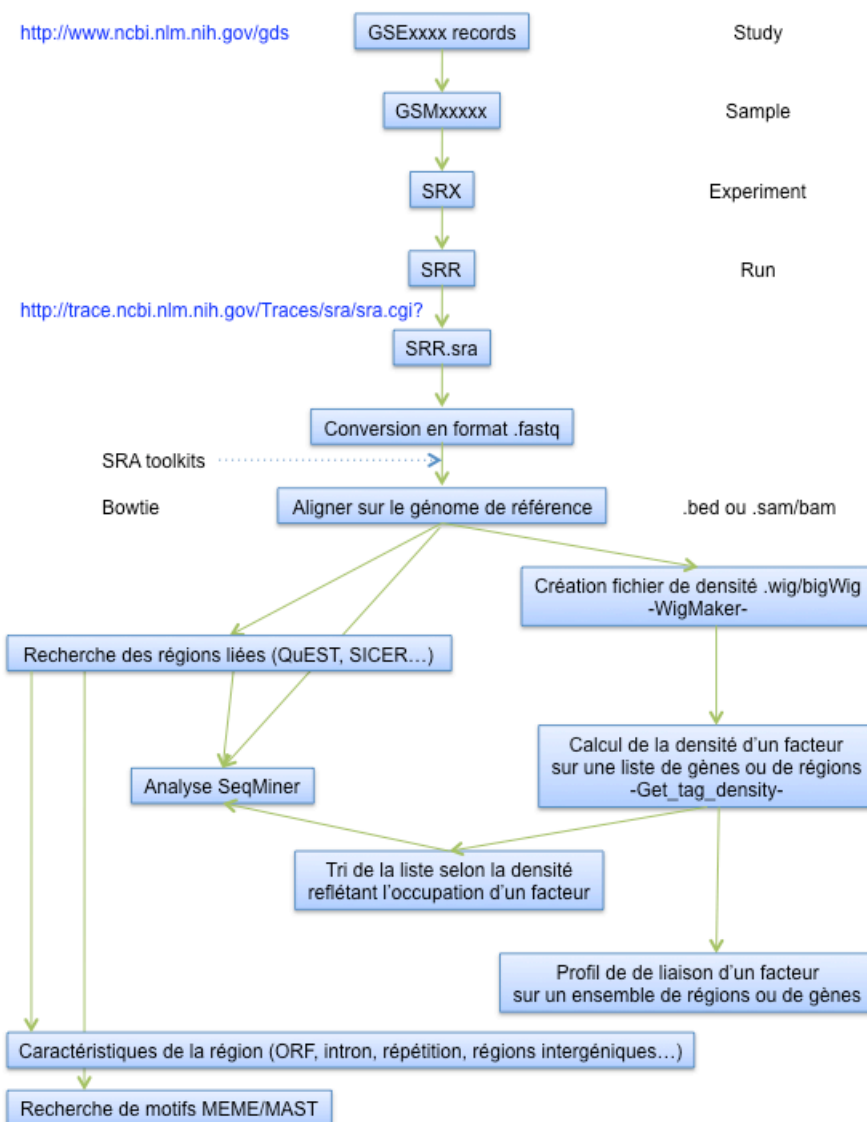 http://www.ncbi.nlm.nih.gov/gds
GSExxxx records
Study
GSMxxxxx
Sample
SRX
Experiment
SRR
Run
http://trace.ncbi.nlm.nih.gov/Traces/sra/sra.cgi?
SRR.sra
Conversion en format .fastq
SRA toolkits
Bowtie
Aligner sur le génome de référence
.bed ou .sam/bam
Création fichier de densité .wig/bigWig
-WigMaker-
Recherche des régions liées (QuEST, SICER…)
Calcul de la densité d'un facteur
sur une liste de gènes ou de régions
-Get_tag_density-
Analyse SeqMiner
Tri de la liste selon la densité
reflétant l'occupation d'un facteur
Profil de de liaison d'un facteur
sur un ensemble de régions ou de gènes
Caractéristiques de la région (ORF, intron, répétition, régions intergéniques…)
Recherche de motifs MEME/MAST